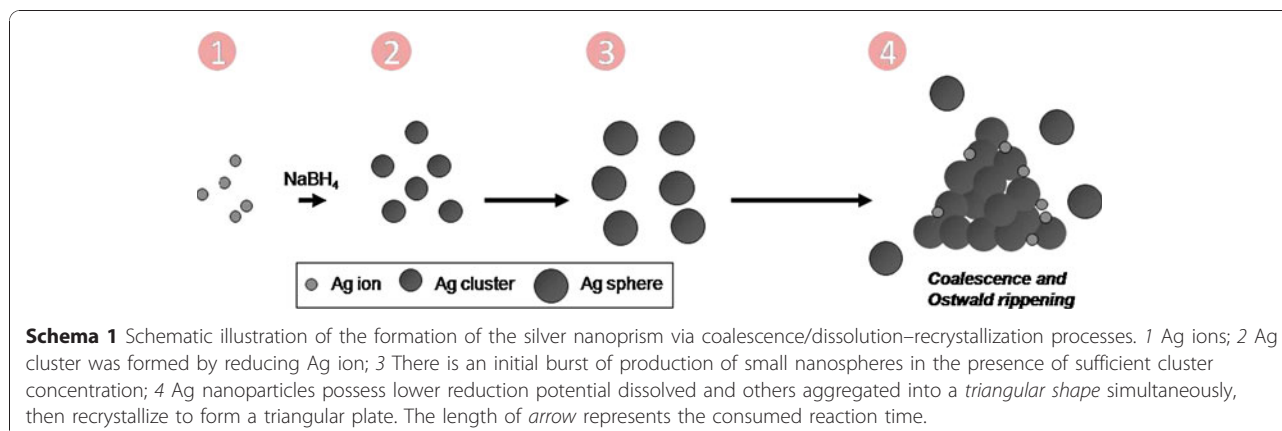 1 2 3 4
NaBH4
Ag ion Ag cluster Ag sphere
Coalescence and
Ostwald rippening
Schema 1 Schematic illustration of the formation of the silver nanoprism via coalescence/dissolution–recrystallization processes. 1 Ag ions; 2 Ag
cluster was formed by reducing Ag ion; 3 There is an initial burst of production of small nanospheres in the presence of sufficient cluster
concentration; 4 Ag nanoparticles possess lower reduction potential dissolved and others aggregated into a triangular shape simultaneously,
then recrystallize to form a triangular plate. The length of arrow represents the consumed reaction time.